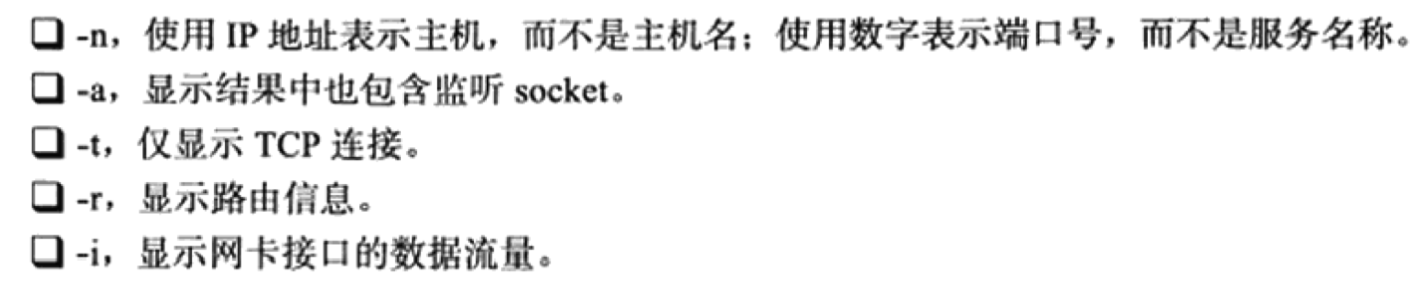 ❑ -n，使用 IP 地址表示主机，而不是主机名；使用数字表示端口号，而不是服务名称。
❑ -a，显示结果中也包含监听 socket。
❑ -t，仅显示 TCP 连接。
❑ -r，显示路由信息。
❑ -i，显示网卡接口的数据流量。